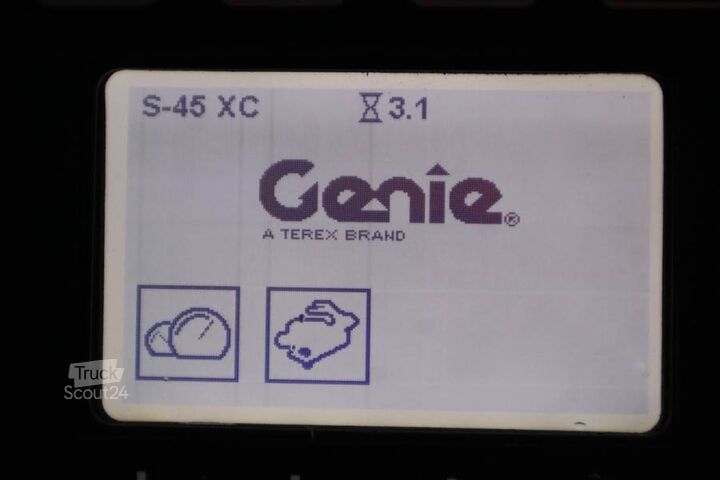 S-45 XC 3.1
Genie®
A TEREX BRAND
Truck
Scout24